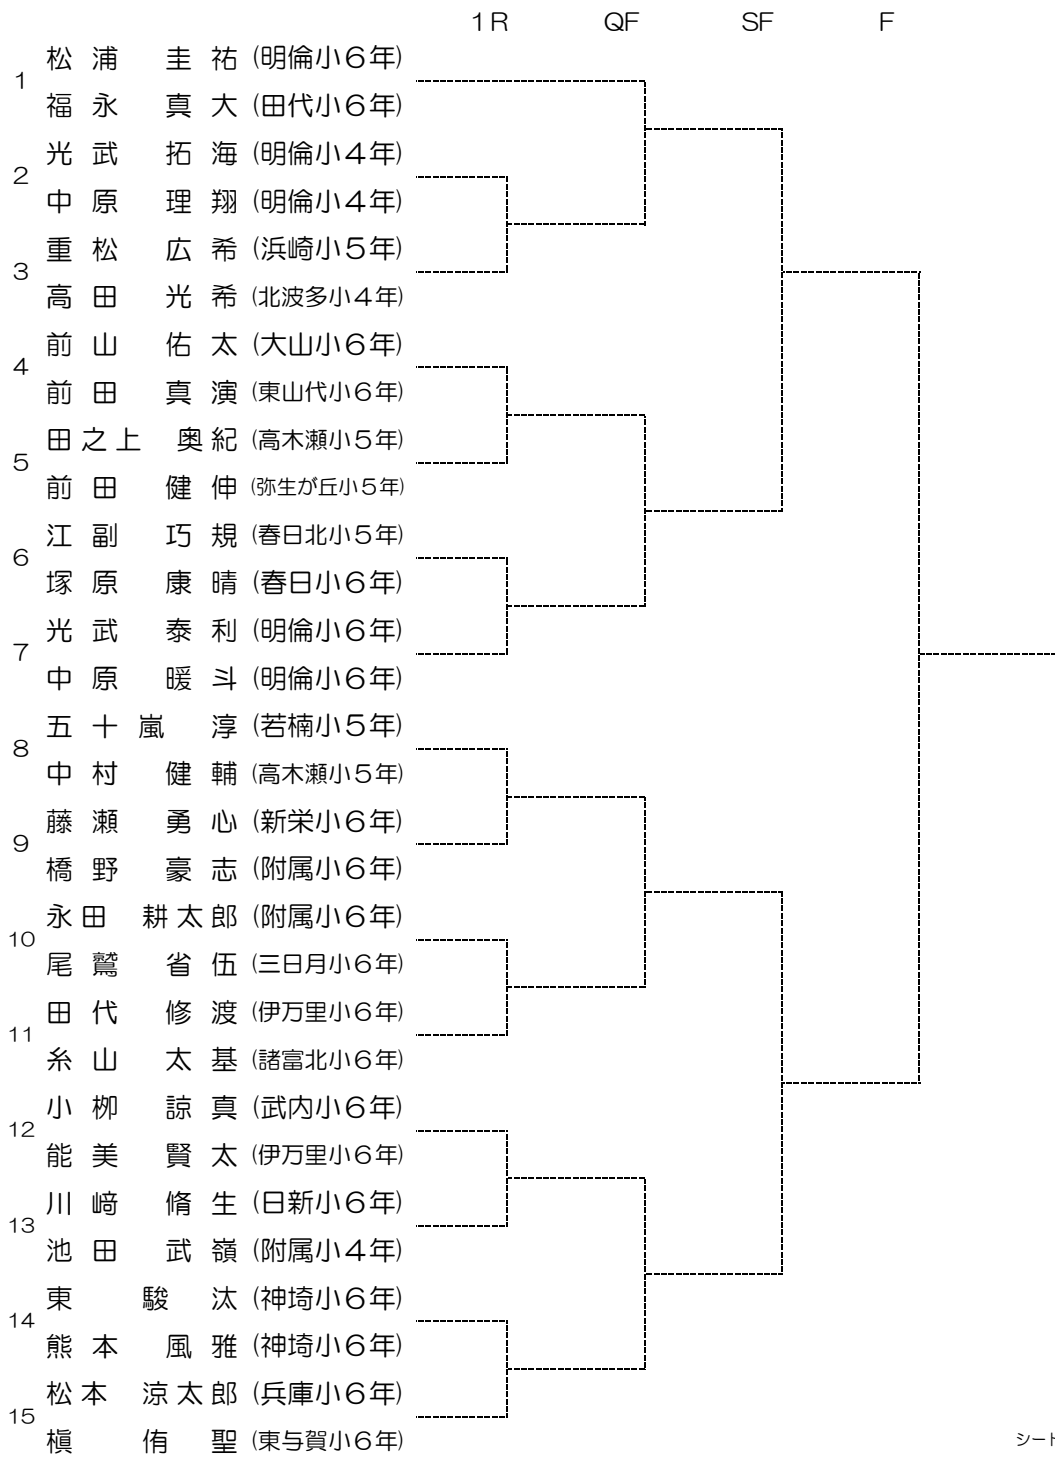 1R QF SF F
松浦 圭祐 (明倫小6年)
1
福永 真大 (田代小6年)
光武 拓海 (明倫小4年)
2
中原 理翔 (明倫小4年)
重松 広希 (浜崎小5年)
3
高田 光希 (北波多小4年)
前山 佑太 (大山小6年)
4
前田 真演 (東山代小6年)
田之上 奥紀 (高木瀬小5年)
5
前田 健伸 (弥生が丘小5年)
江副 巧規 (春日北小5年)
6
塚原 康晴 (春日小6年)
光武 泰利 (明倫小6年)
7
中原 暖斗 (明倫小6年)
五十嵐 淳 (若楠小5年)
8
中村 健輔 (高木瀬小5年)
藤瀬 勇心 (新栄小6年)
9
橋野 豪志 (附属小6年)
永田 耕太郎 (附属小6年)
10
尾鷲 省伍 (三日月小6年)
田代 修渡 (伊万里小6年)
11
糸山 太基 (諸富北小6年)
小栁 諒真 (武内小6年)
12
能美 賢太 (伊万里小6年)
川﨑 脩生 (日新小6年)
13
池田 武嶺 (附属小4年)
東 駿汰 (神埼小6年)
14
熊本 風雅 (神埼小6年)
松本 涼太郎 (兵庫小6年)
15
槇 侑聖 (東与賀小6年)
シート